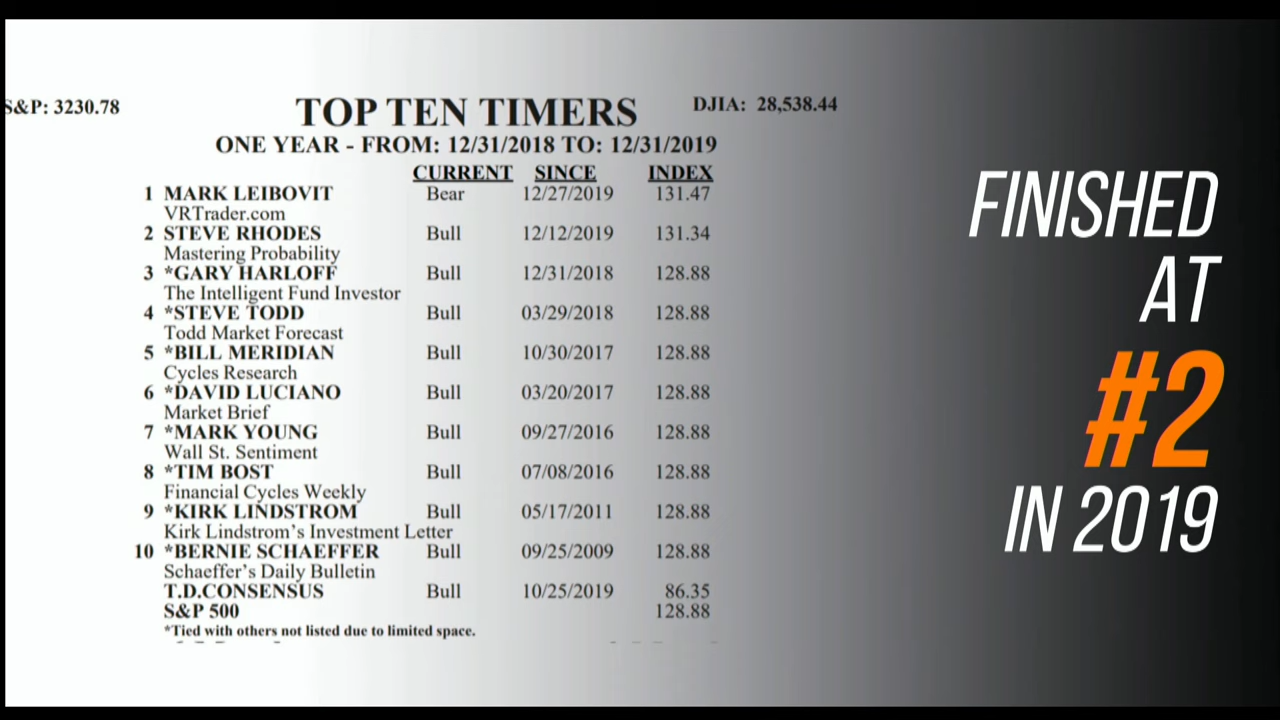 S&P: 3230.78
TOP TEN TIMERS
DJIA: 28,538.44
ONE YEAR - FROM: 12/31/2018 TO: 12/31/2019
CURRENT SINCE INDEX
1 MARK LEIBOVIT Bear 12/27/2019 131.47
VRTrader.com
2 STEVE RHODES Bull 12/12/2019 131.34
Mastering Probability
3 *GARY HARLOFF Bull 12/31/2018 128.88
The Intelligent Fund Investor
4 *STEVE TODD Bull 03/29/2018 128.88
Todd Market Forecast
5 *BILL MERIDIAN Bull 10/30/2017 128.88
Cycles Research
6 *DAVID LUCIANO Bull 03/20/2017 128.88
Market Brief
7 *MARK YOUNG Bull 09/27/2016 128.88
Wall St. Sentiment
8 *TIM BOST Bull 07/08/2016 128.88
Financial Cycles Weekly
9 *KIRK LINDSTROM Bull 05/17/2011 128.88
Kirk Lindstrom's Investment Letter
10 *BERNIE SCHAEFFER Bull 09/25/2009 128.88
Schaeffer's Daily Bulletin
T.D.CONSENSUS Bull 10/25/2019 86.35
S&P 500 128.88
*Tied with others not listed due to limited space.
FINISHED
AT
#2
IN 2019